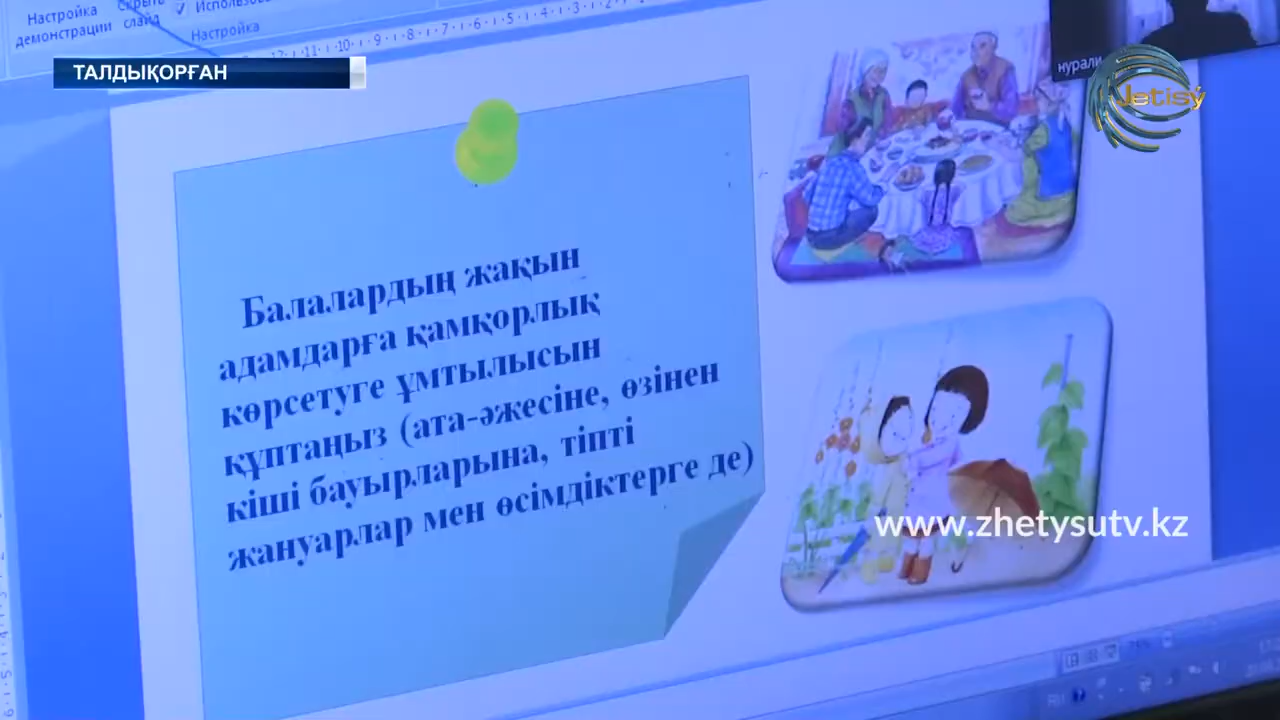 Настройка
демонстрации
Скрыть
слайд
Настройка
ТАЛДЫҚОРҒАН
нурали
Jetisý
Балалардың жақын
адамдарға қамқорлық
көрсетуге ұмтылысын
құптаңыз (ата-әжесіне, өзінен
кіші бауырларына, тіпті
жануарлар мен өсімдіктерге де)
www.zhetysutv.kz
RU